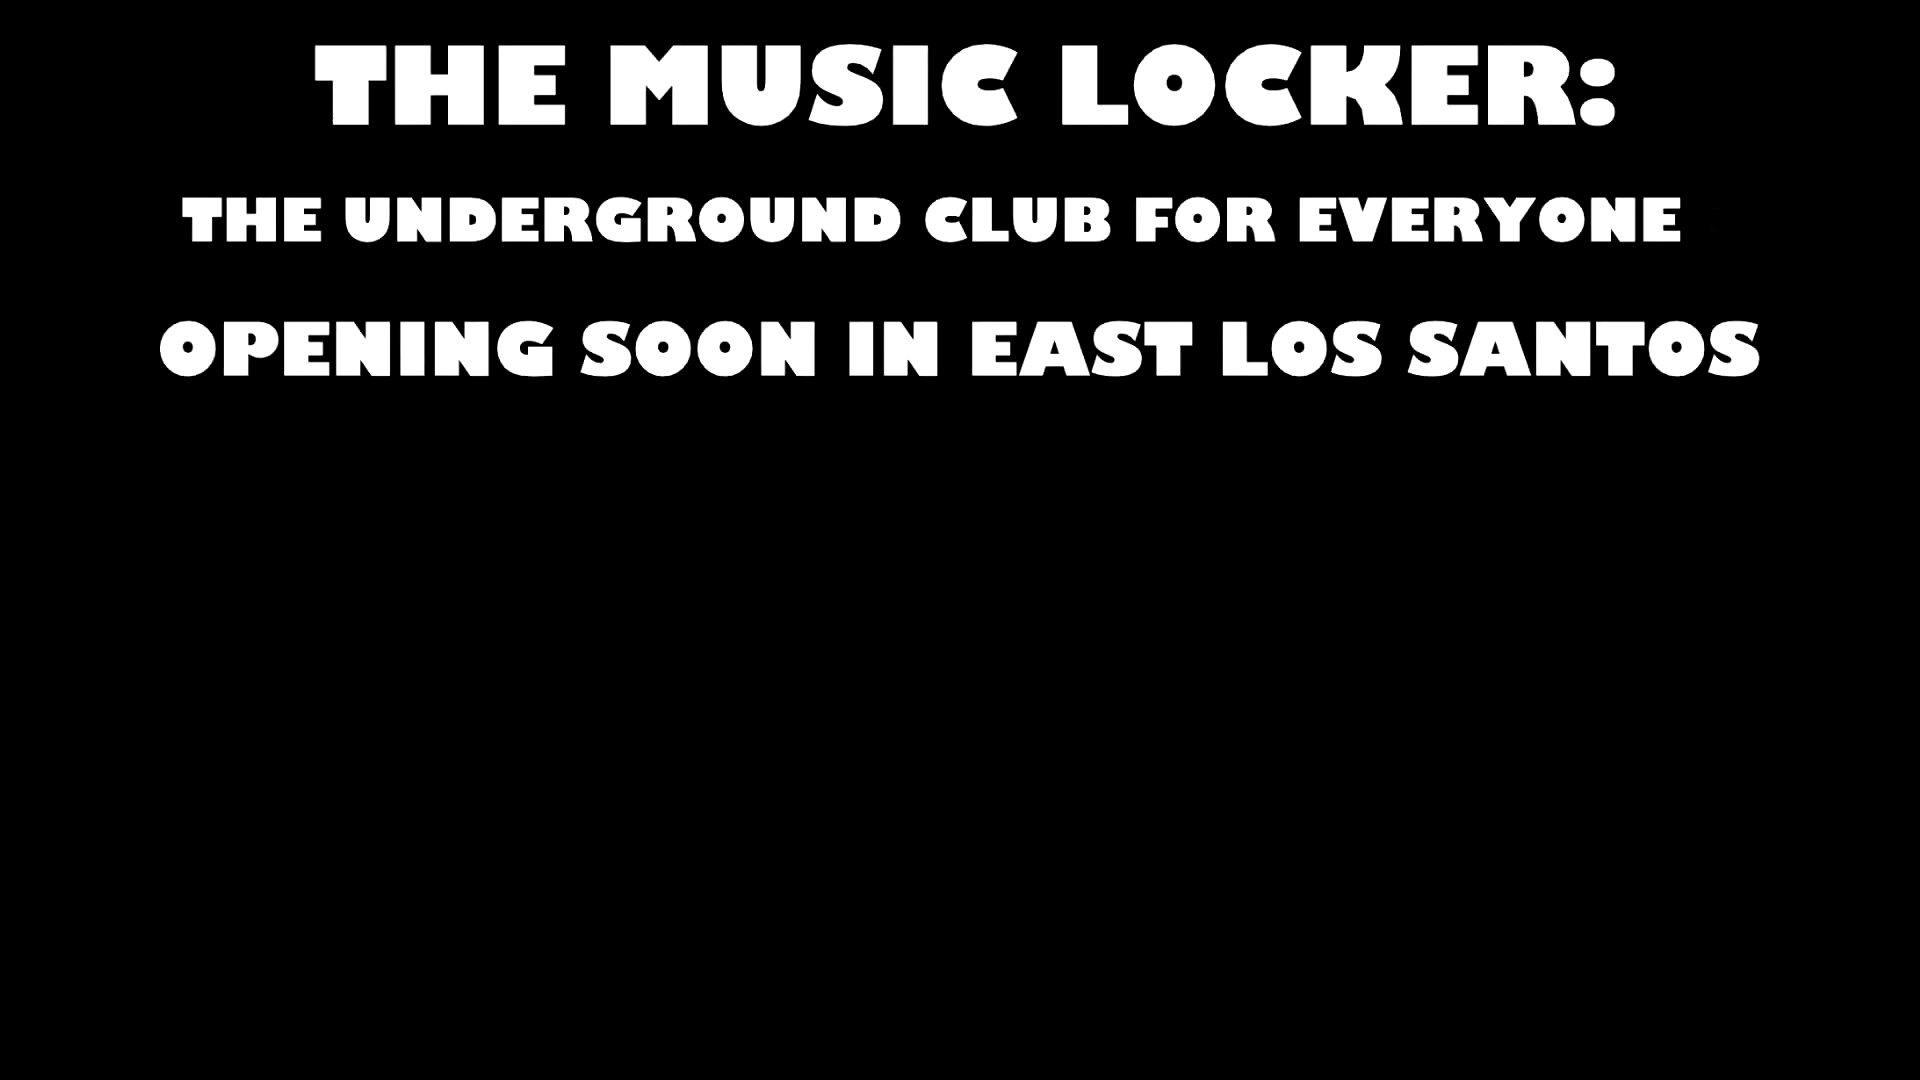 THE MUSIC LOCKER:
THE UNDERGROUND CLUB FOR EVERYONE
OPENING SOON IN EAST LOS SANTOS